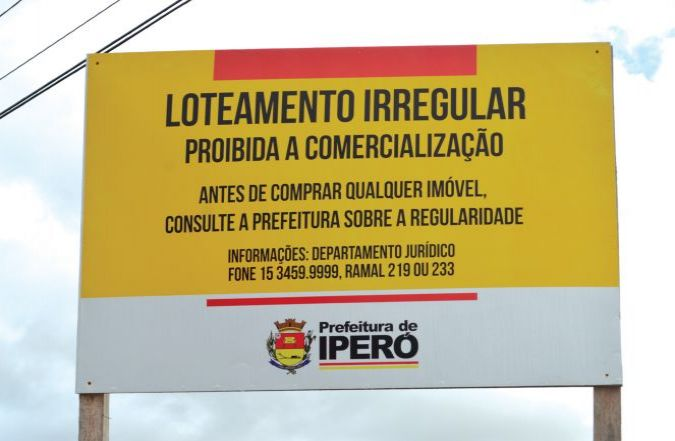 LOTEAMENTO IRREGULAR
PROIBIDA A COMERCIALIZAÇÃO
ANTES DE COMPRAR QUALQUER IMÓVEL,
CONSULTE A PREFEITURA SOBRE A REGULARIDADE
INFORMAÇÕES: DEPARTAMENTO JURÍDICO
FONE 15 3459.9999, RAMAL 219 OU 233
Prefeitura de
IPERÓ